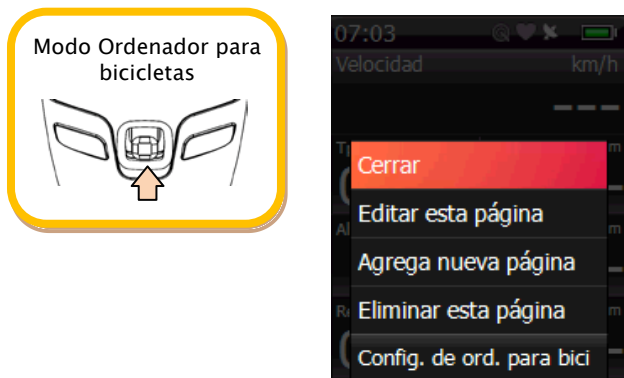 Modo Ordenador para
bicicletas
07:03
Velocidad km/h
---
Cerrar
Editar esta página
Agrega nueva página
Eliminar esta página
Config. de ord. para bici